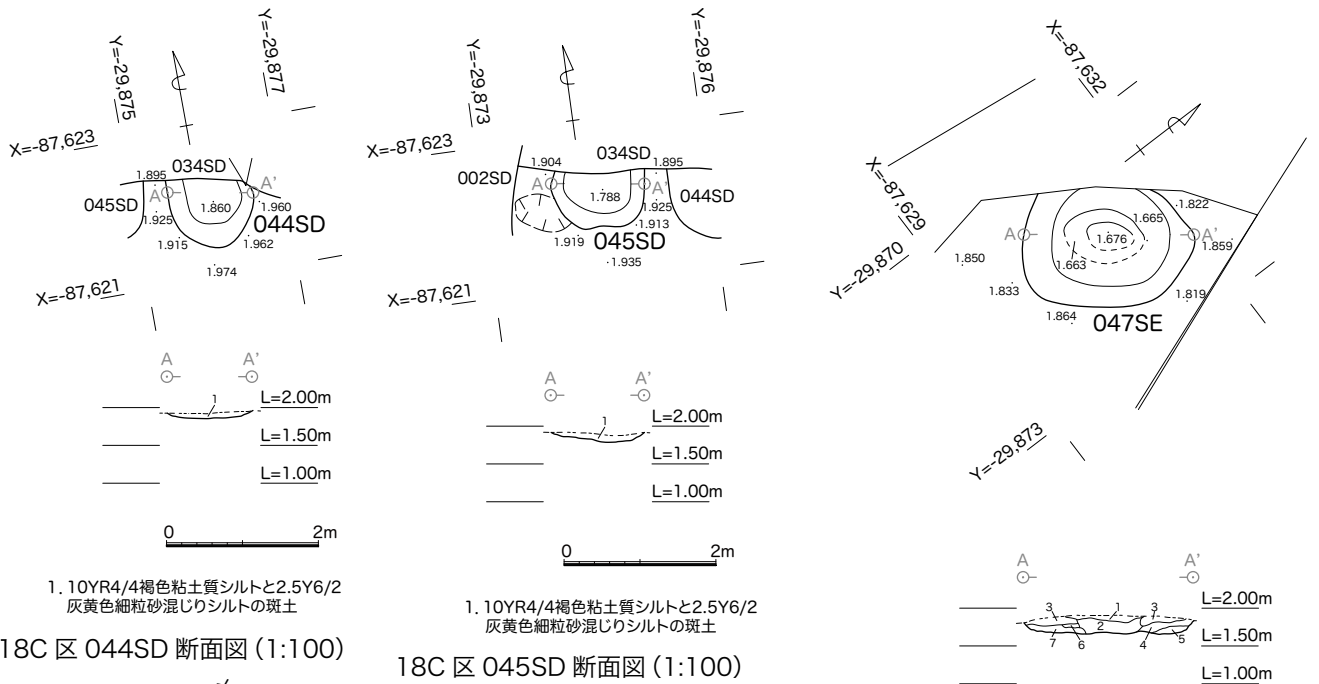 Y=-29,875
Y=-29,877
X=-87,623
034SD
1.895
A
A'
045SD
1.860
1.960
1.925
044SD
1.915
1.962
1.974
X=-87,621
A
A'
1
L=2.00m
L=1.50m
L=1.00m
0
2m
1. 10YR4/4褐色粘土質シルトと2.5Y6/2
灰黄色細粒砂混じりシルトの斑土
18C 区 044SD 断面図 (1:100)
Y=-29,873
Y=-29,876
X=-87,623
034SD
1.904
1.895
002SD
A
A'
1.788
044SD
1.925
1.913
1.919
045SD
1.935
X=-87,621
A
A'
1
L=2.00m
L=1.50m
L=1.00m
0
2m
1. 10YR4/4褐色粘土質シルトと2.5Y6/2
灰黄色細粒砂混じりシルトの斑土
18C 区 045SD 断面図 (1:100)
X=-87,632
X=-87,629
Y=-29,870
1.822
1.665
A
1.676
A'
1.859
1.850
1.663
1.833
1.819
1.864
047SE
Y=-29,873
A
A'
L=2.00m
3
1
3
2
7
6
4
5
L=1.50m
L=1.00m